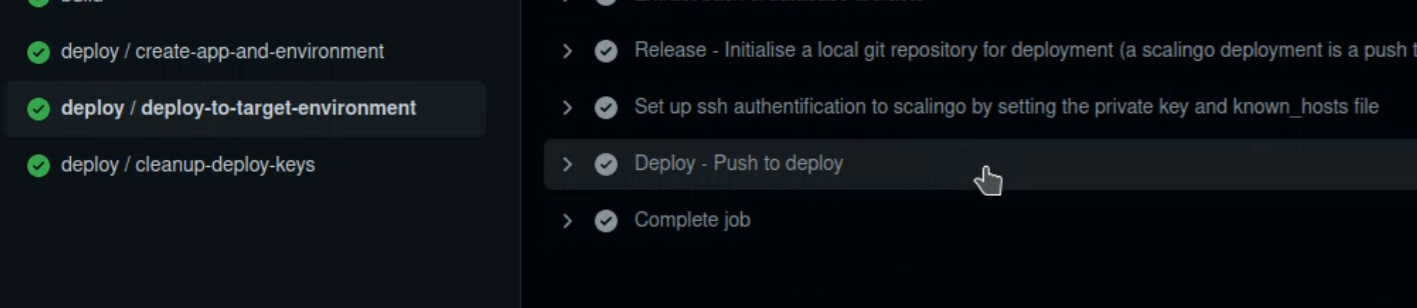 build
deploy / create-app-and-environment
deploy / deploy-to-target-environment
deploy / cleanup-deploy-keys
Release - Initialise a local git repository for deployment (a scalingo deployment is a push t
Set up ssh authentification to scalingo by setting the private key and known_hosts file
Deploy - Push to deploy
Complete job